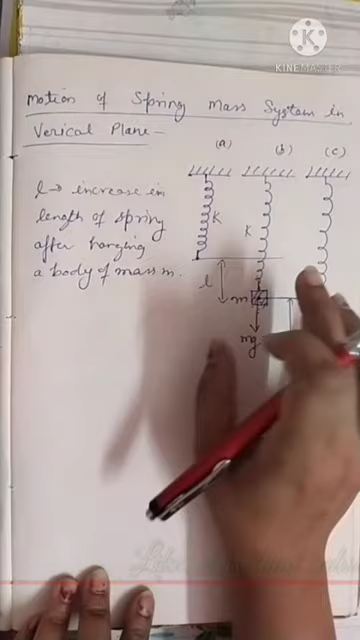 K
KINEMASTER
Motion of Spring Mass System in
Verical Plane -
(a)
(b)
(c)
l → increase in
length of spring
after hanging
a body of mass m.
K
K
l
m
mg